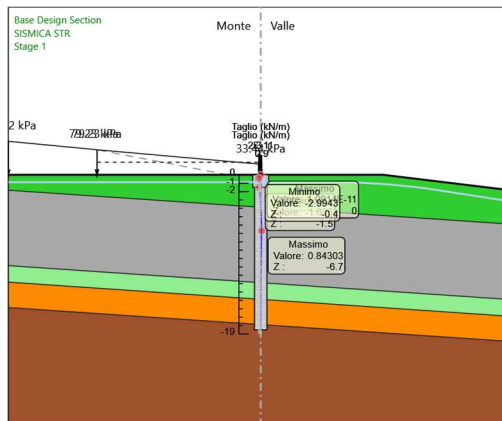 Base Design Section
SISMICA STR
Stage 1
Monte
Valle
2 kPa
Taglio (kN/m)
Taglio (kN/m)
0
-1
-2
Minimo
Valore: -2.9943
Z : -0.4
-1.5
0
Massimo
Valore: 0.84303
Z : -6.7
-19